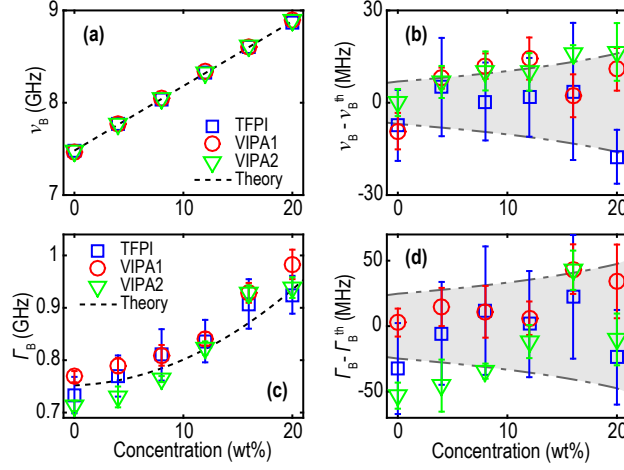 (a)
ν_B (GHz)
9
8
7
0
10
20
TFPI
VIPA1
VIPA2
Theory
(b)
ν_B - ν_B^th (MHz)
30
0
-30
0
10
20
(c)
Γ_B (GHz)
1
0.9
0.8
0.7
TFPI
VIPA1
VIPA2
Theory
0
10
20
Concentration (wt%)
(d)
Γ_B- Γ_B^th (MHz)
50
0
-50
0
10
20
Concentration (wt%)